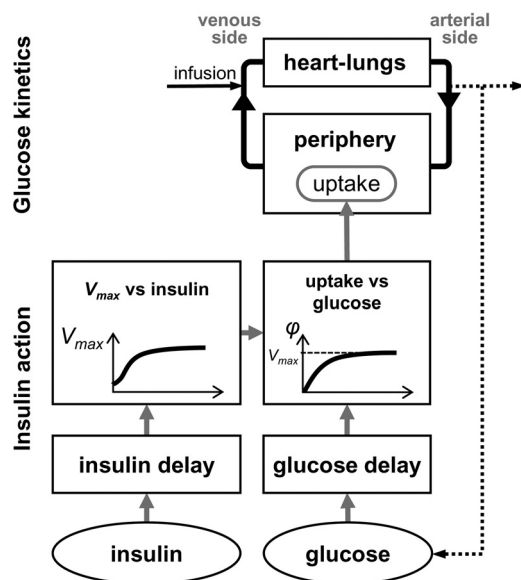 venous
side
arterial
side
infusion
heart-lungs
periphery
uptake
Glucose kinetics
Vmax vs insulin
Vmax
uptake vs
glucose
φ
Vmax
Insulin action
insulin delay
glucose delay
insulin
glucose